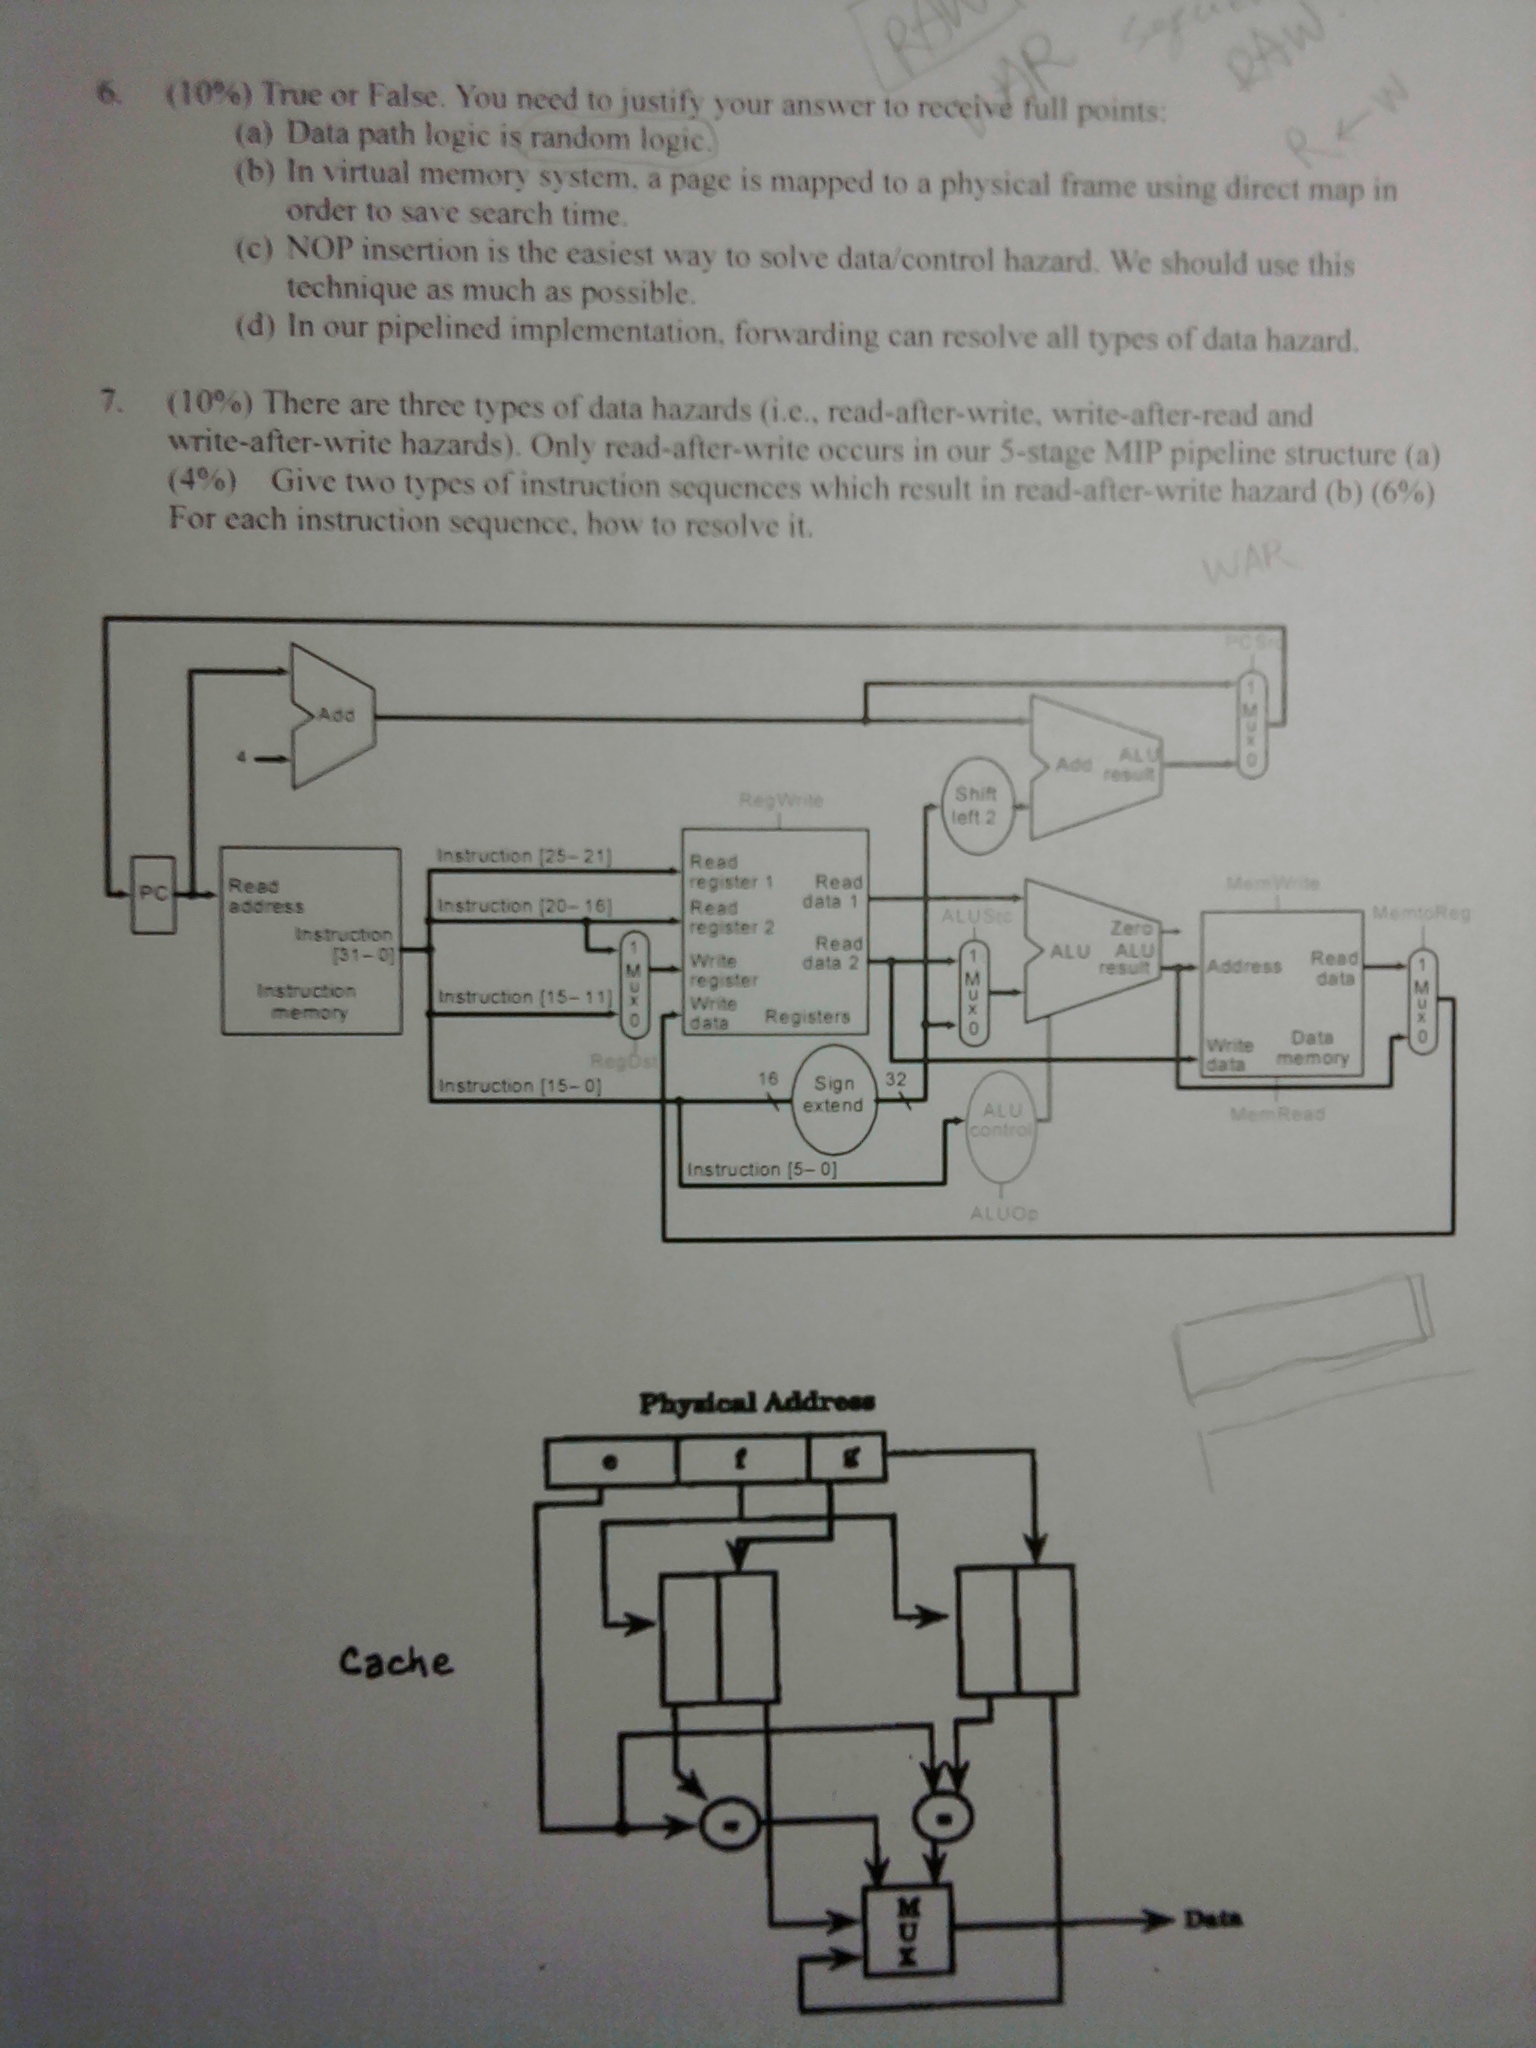 RAW
RAW
R ← W
6. (10%) True or False. You need to justify your answer to receive full points:
(a) Data path logic is random logic.
(b) In virtual memory system, a page is mapped to a physical frame using direct map in
order to save search time.
(c) NOP insertion is the easiest way to solve data/control hazard. We should use this
technique as much as possible.
(d) In our pipelined implementation, forwarding can resolve all types of data hazard.
7. (10%) There are three types of data hazards (i.e., read-after-write, write-after-read and
write-after-write hazards). Only read-after-write occurs in our 5-stage MIP pipeline structure (a)
(4%) Give two types of instruction sequences which result in read-after-write hazard (b) (6%)
For each instruction sequence, how to resolve it.
WAR
PCSrc
1
Mux
0
Add
4
Add
ALU
result
Shift
left 2
RegWrite
PC
Read
address
Instruction
[31–0]
Instruction
memory
Instruction [25–21]
Instruction [20–16]
Instruction [15–11]
Instruction [15–0]
1
Mux
0
RegDst
Read
register 1
Read
register 2
Write
register
Write
data
Read
data 1
Read
data 2
Registers
ALUSrc
1
Mux
0
Zero
ALU
ALU
result
MemWrite
Address
Read
data
Write
data
Data
memory
MemRead
MemtoReg
1
Mux
0
16
Sign
extend
32
ALU
control
Instruction [5–0]
ALUOp
Physical Address
e
f
g
Cache
=
=
MUX
Data